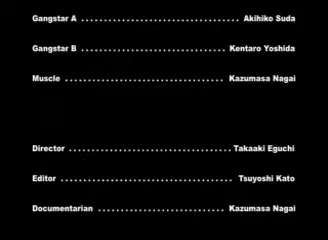 Gangstar A ................................ Akihiko Suda
Gangstar B ............................. Kentaro Yoshida
Muscle ................................ Kazumasa Nagai
Director ................................. Takaaki Eguchi
Editor ................................... Tsuyoshi Kato
Documentarian ......................... Kazumasa Nagai